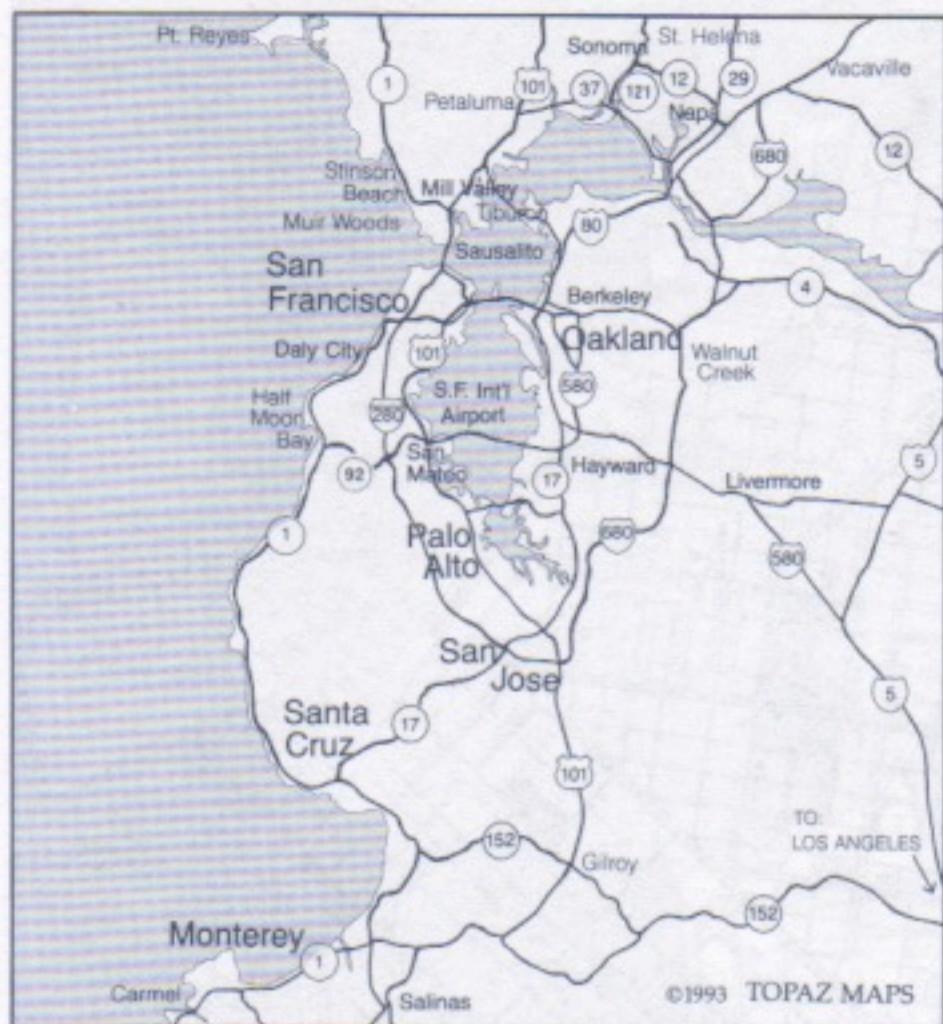 Pt. Reyes
Sonoma
St. Helena
1
101
37
121
12
29
Vacaville
Petaluma
Napa
680
12
Stinson
Beach
Mill Valley
Tiburon
Muir Woods
80
Sausalito
San
Francisco
4
Berkeley
Oakland
Daly City
101
Walnut
Creek
580
S.F. Int'l
Airport
Half
Moon
Bay
280
San
Mateo
92
17
Hayward
5
Livermore
1
Palo
Alto
680
580
San
Jose
5
Santa
Cruz
17
101
TO:
LOS ANGELES
152
Gilroy
152
Monterey
1
Carmel
Salinas
©1993 TOPAZ MAPS